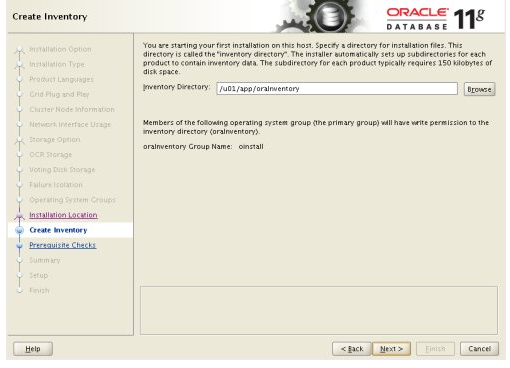 Create Inventory
ORACLE
DATABASE
11g
Installation Option
Installation Type
Product Languages
Grid Plug and Play
Cluster Node Information
Network Interface Usage
Storage Option
OCR Storage
Voting Disk Storage
Failure Isolation
Operating System Groups
Installation Location
Create Inventory
Prerequisite Checks
Summary
Setup
Finish
You are starting your first installation on this host. Specify a directory for installation files. This
directory is called the "inventory directory". The installer automatically sets up subdirectories for each
product to contain inventory data. The subdirectory for each product typically requires 150 kilobytes of
disk space.
Inventory Directory: /u01/app/oraInventory Browse
Members of the following operating system group (the primary group) will have write permission to the
inventory directory (oraInventory).
oraInventory Group Name: oinstall
Help < Back Next > Finish Cancel